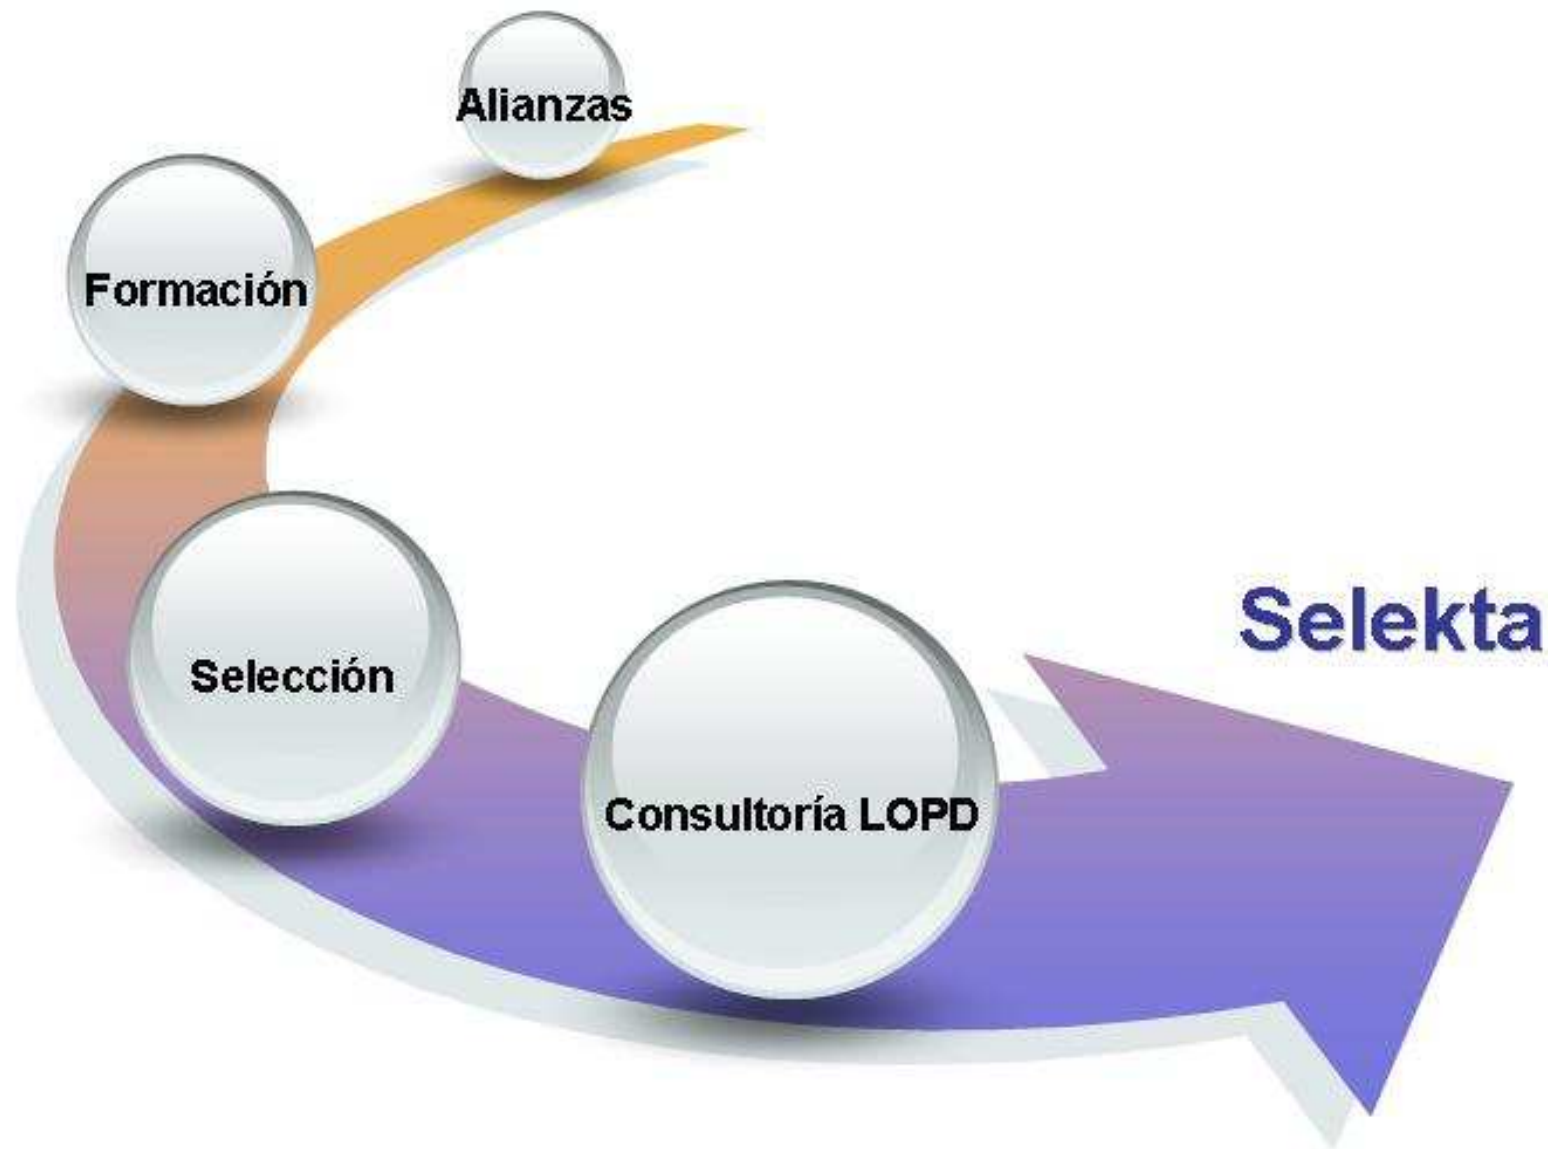 Alianzas
Formación
Selección
Consultoría LOPD
Selekta